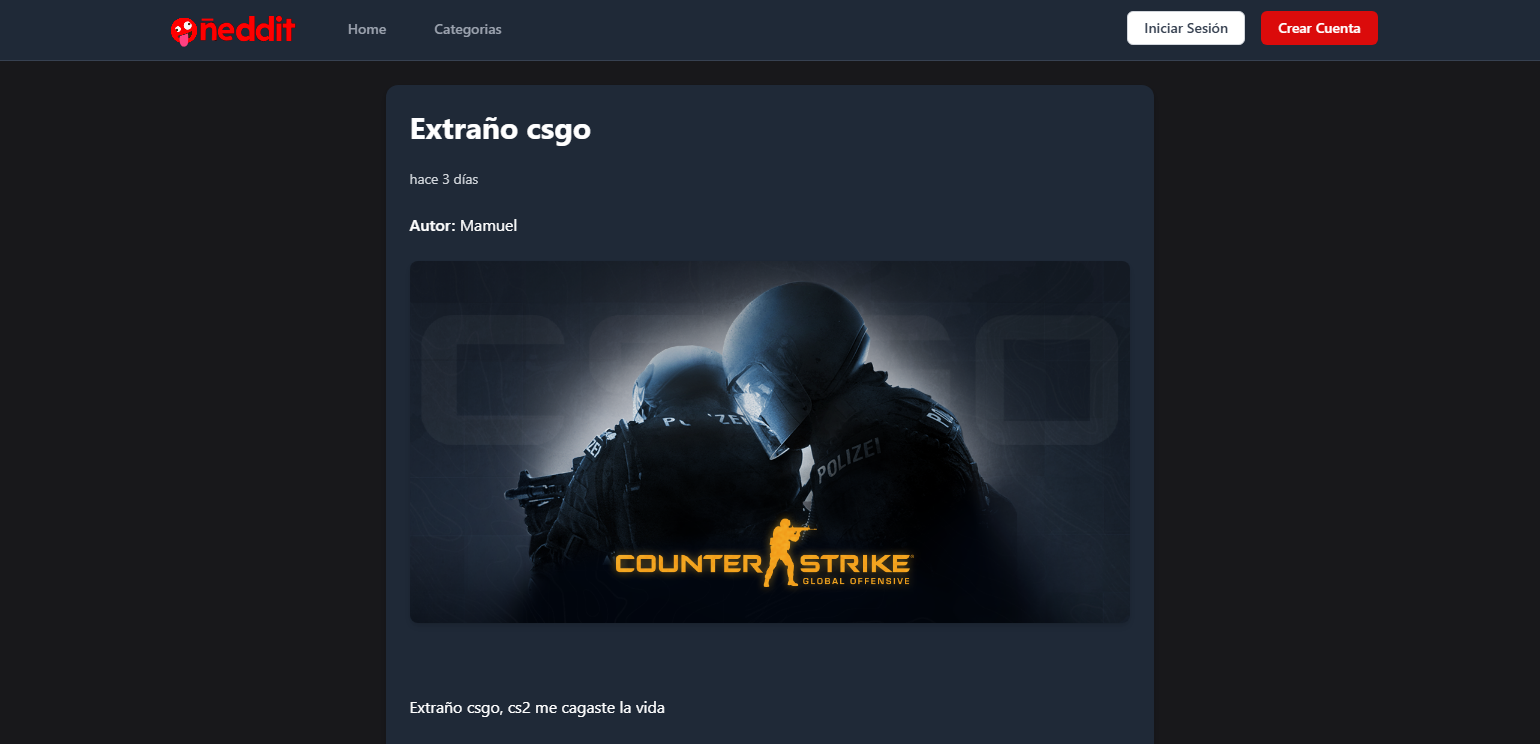 ñeddit
Home
Categorias
Iniciar Sesión
Crear Cuenta
Extraño csgo
hace 3 días
Autor: Mamuel
CSGO
POLIZEI
POLIZEI
COUNTER STRIKE
GLOBAL OFFENSIVE
Extraño csgo, cs2 me cagaste la vida